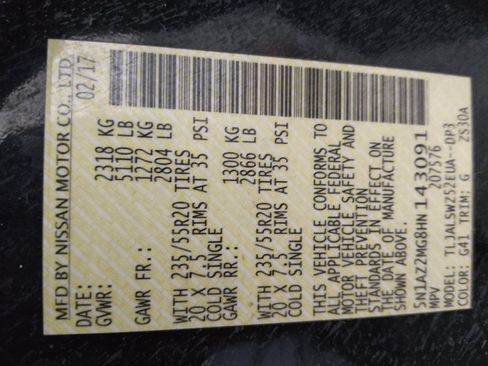 MFD BY NISSAN MOTOR CO., LTD.
DATE: 02/17
GVWR: 2318 KG
5110 LB
GAWR FR.: 1272 KG
2804 LB
WITH 235/55R20 TIRES
20 X 7.5 RIMS AT 35 PSI
COLD SINGLE
GAWR RR.: 1300 KG
2866 LB
WITH 235/55R20 TIRES
20 X 7.5 RIMS AT 35 PSI
COLD SINGLE
THIS VEHICLE CONFORMS TO
ALL APPLICABLE FEDERAL
MOTOR VEHICLE SAFETY AND
THEFT PREVENTION
STANDARDS IN EFFECT ON
THE DATE OF MANUFACTURE
SHOWN ABOVE.
5N1AZ2MG8HN143091
MPV 207576
MODEL: TLJALSWZ52EUA--DP3
COLOR: G41 TRIM: G ZS30A